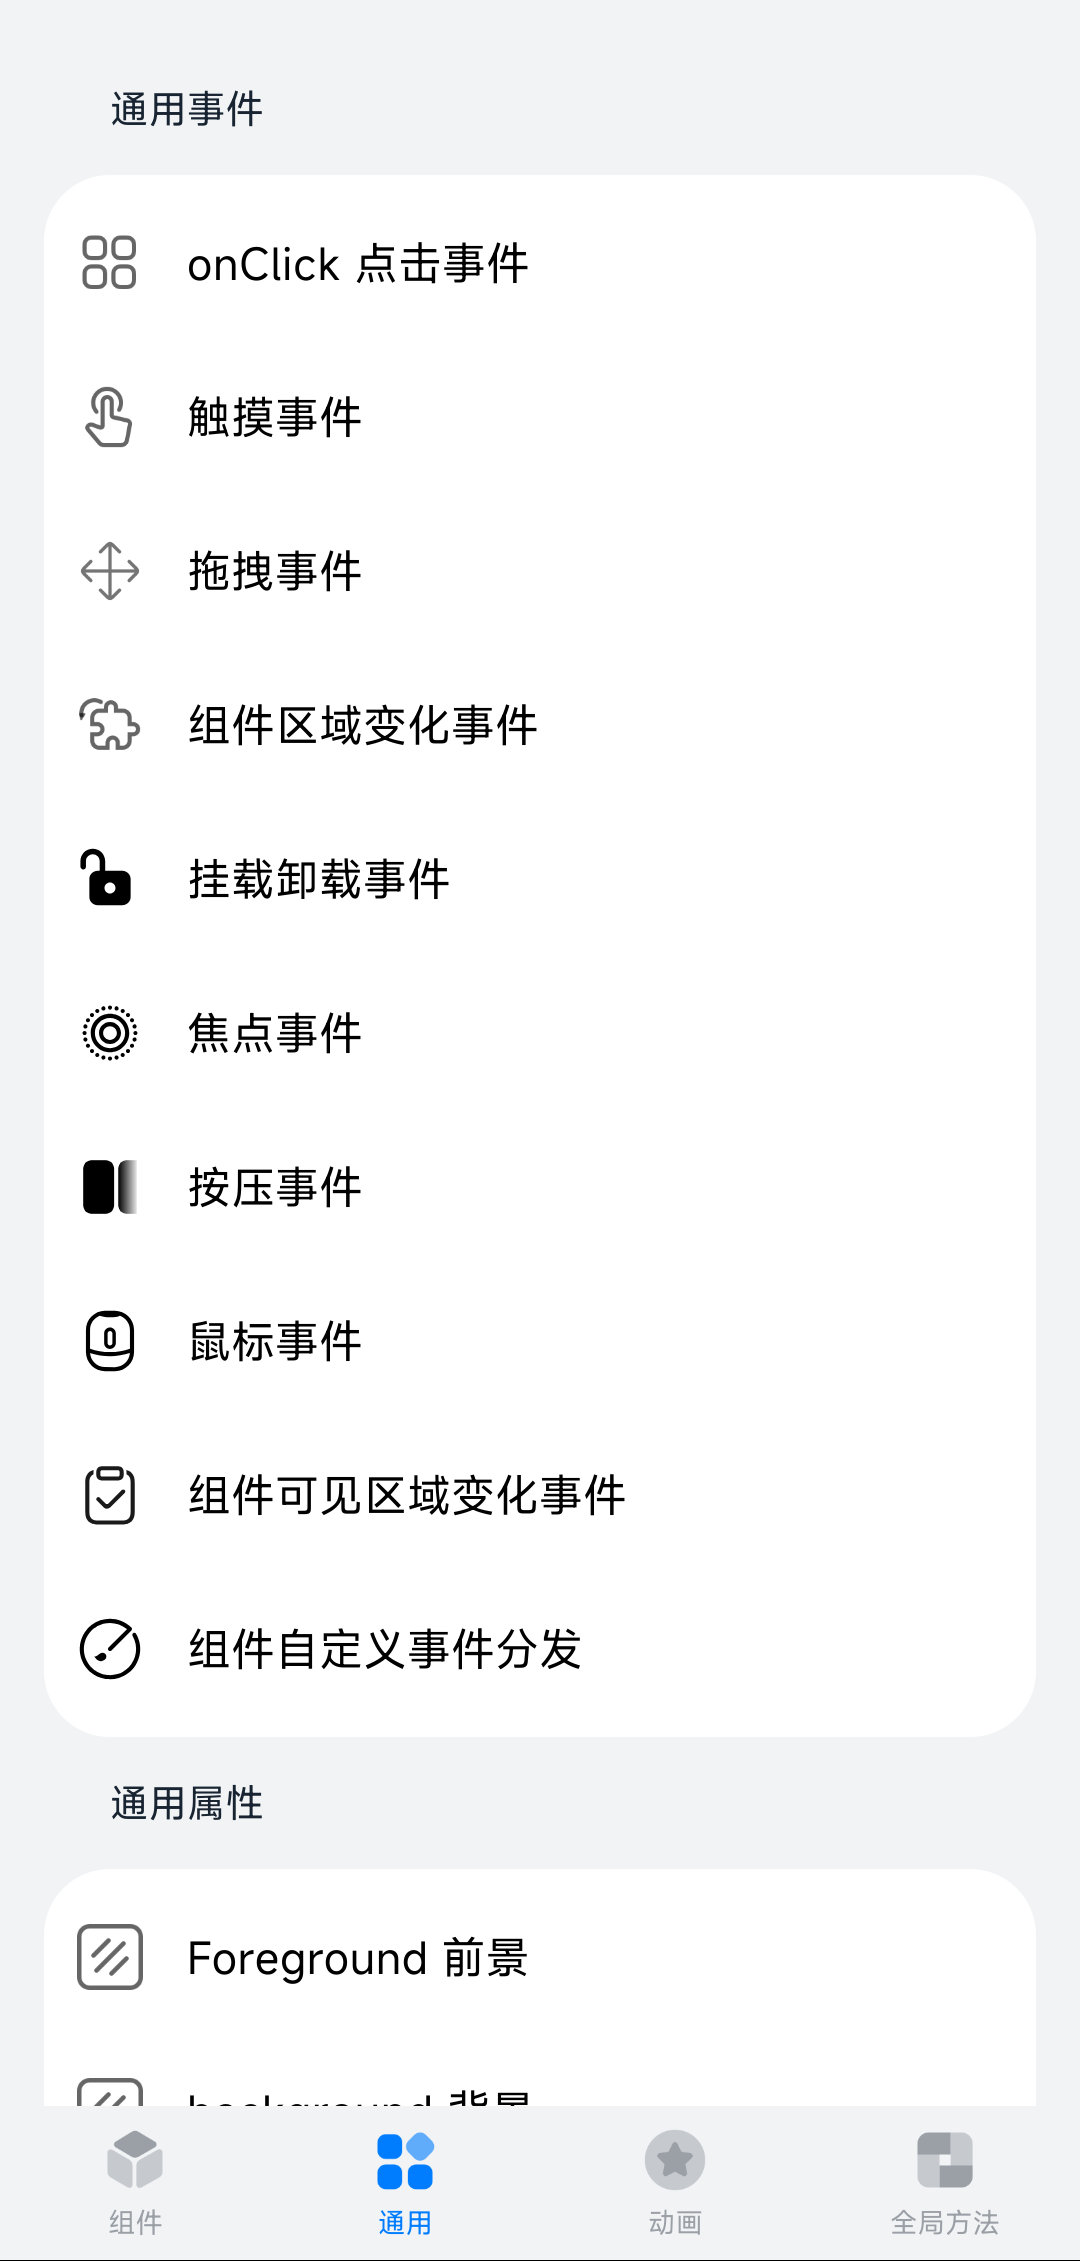 通用事件
onClick 点击事件
触摸事件
拖拽事件
组件区域变化事件
挂载卸载事件
焦点事件
按压事件
鼠标事件
组件可见区域变化事件
组件自定义事件分发
通用属性
Foreground 前景
background 背景
组件
通用
动画
全局方法